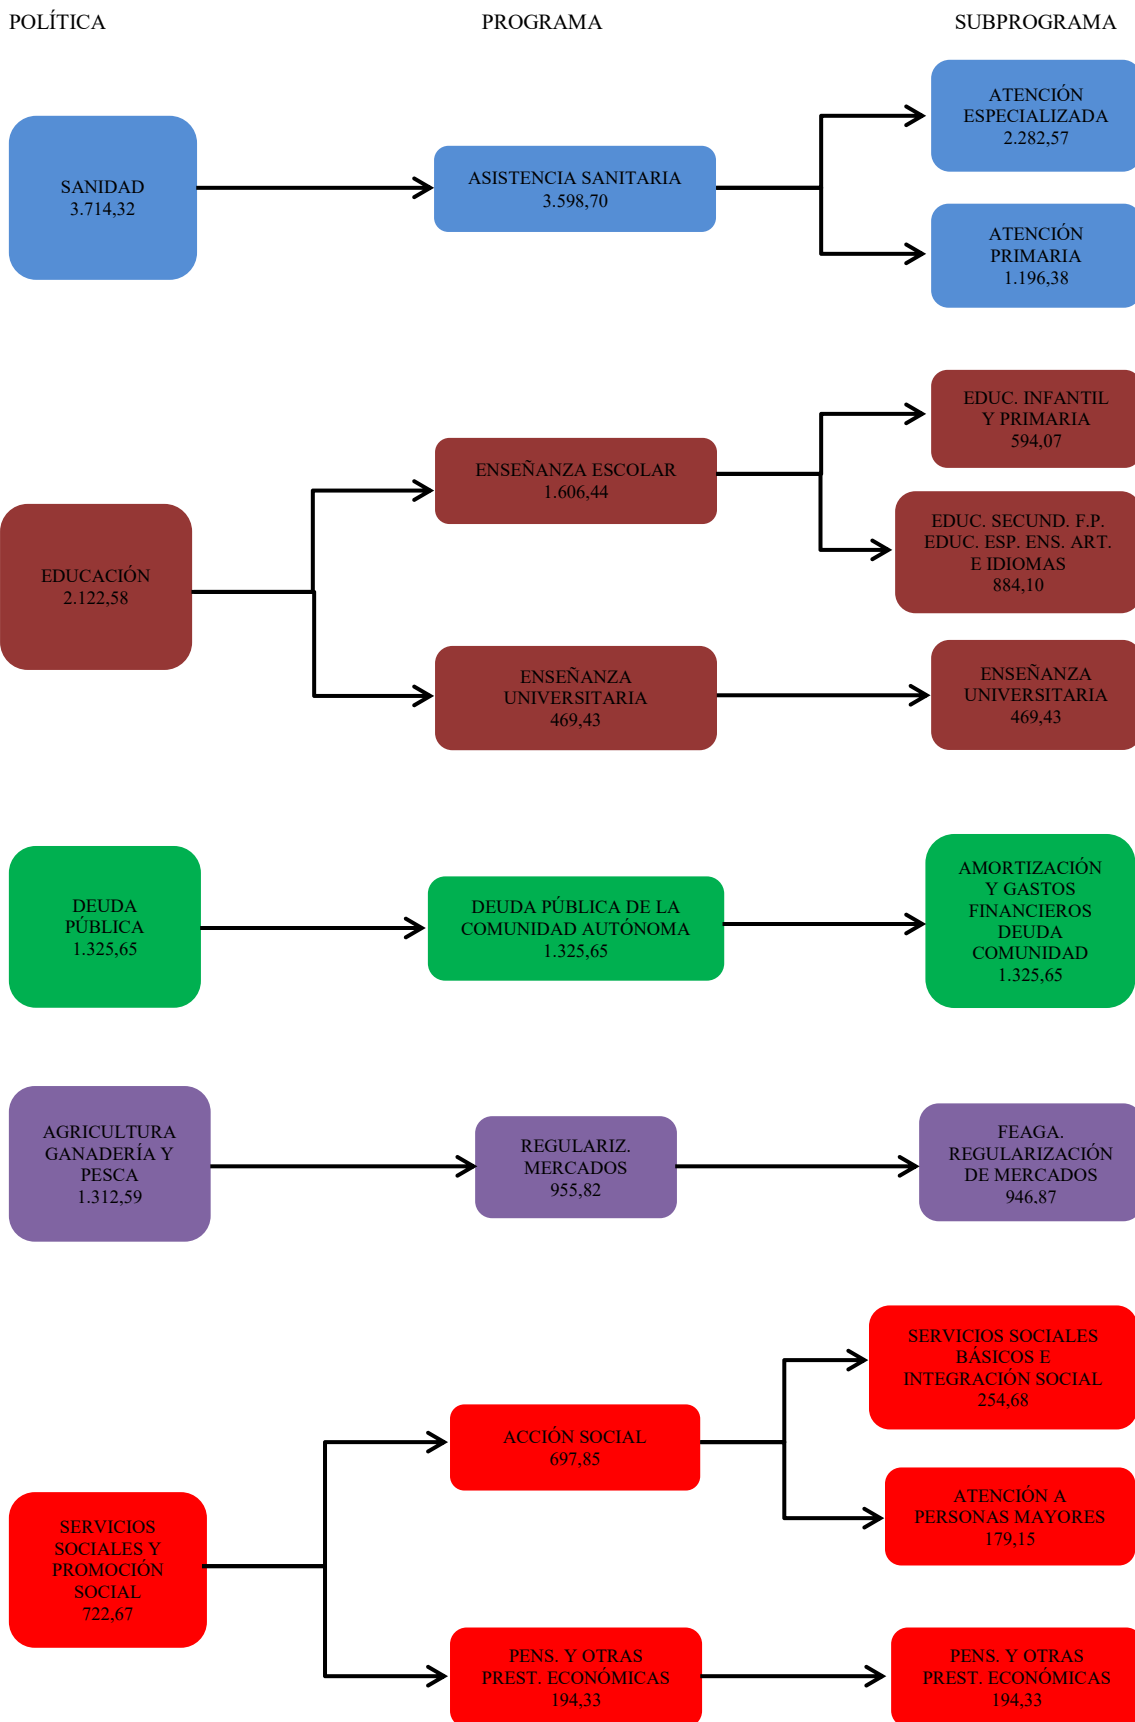 POLÍTICA
PROGRAMA
SUBPROGRAMA
SANIDAD
3.714,32
ASISTENCIA SANITARIA
3.598,70
ATENCIÓN
ESPECIALIZADA
2.282,57
ATENCIÓN
PRIMARIA
1.196,38
EDUCACIÓN
2.122,58
ENSEÑANZA ESCOLAR
1.606,44
EDUC. INFANTIL
Y PRIMARIA
594,07
EDUC. SECUND. F.P.
EDUC. ESP. ENS. ART.
E IDIOMAS
884,10
ENSEÑANZA
UNIVERSITARIA
469,43
ENSEÑANZA
UNIVERSITARIA
469,43
DEUDA
PÚBLICA
1.325,65
DEUDA PÚBLICA DE LA
COMUNIDAD AUTÓNOMA
1.325,65
AMORTIZACIÓN
Y GASTOS
FINANCIEROS
DEUDA
COMUNIDAD
1.325,65
AGRICULTURA
GANADERÍA Y
PESCA
1.312,59
REGULARIZ.
MERCADOS
955,82
FEAGA.
REGULARIZACIÓN
DE MERCADOS
946,87
SERVICIOS
SOCIALES Y
PROMOCIÓN
SOCIAL
722,67
ACCIÓN SOCIAL
697,85
SERVICIOS SOCIALES
BÁSICOS E
INTEGRACIÓN SOCIAL
254,68
ATENCIÓN A
PERSONAS MAYORES
179,15
PENS. Y OTRAS
PREST. ECONÓMICAS
194,33
PENS. Y OTRAS
PREST. ECONÓMICAS
194,33